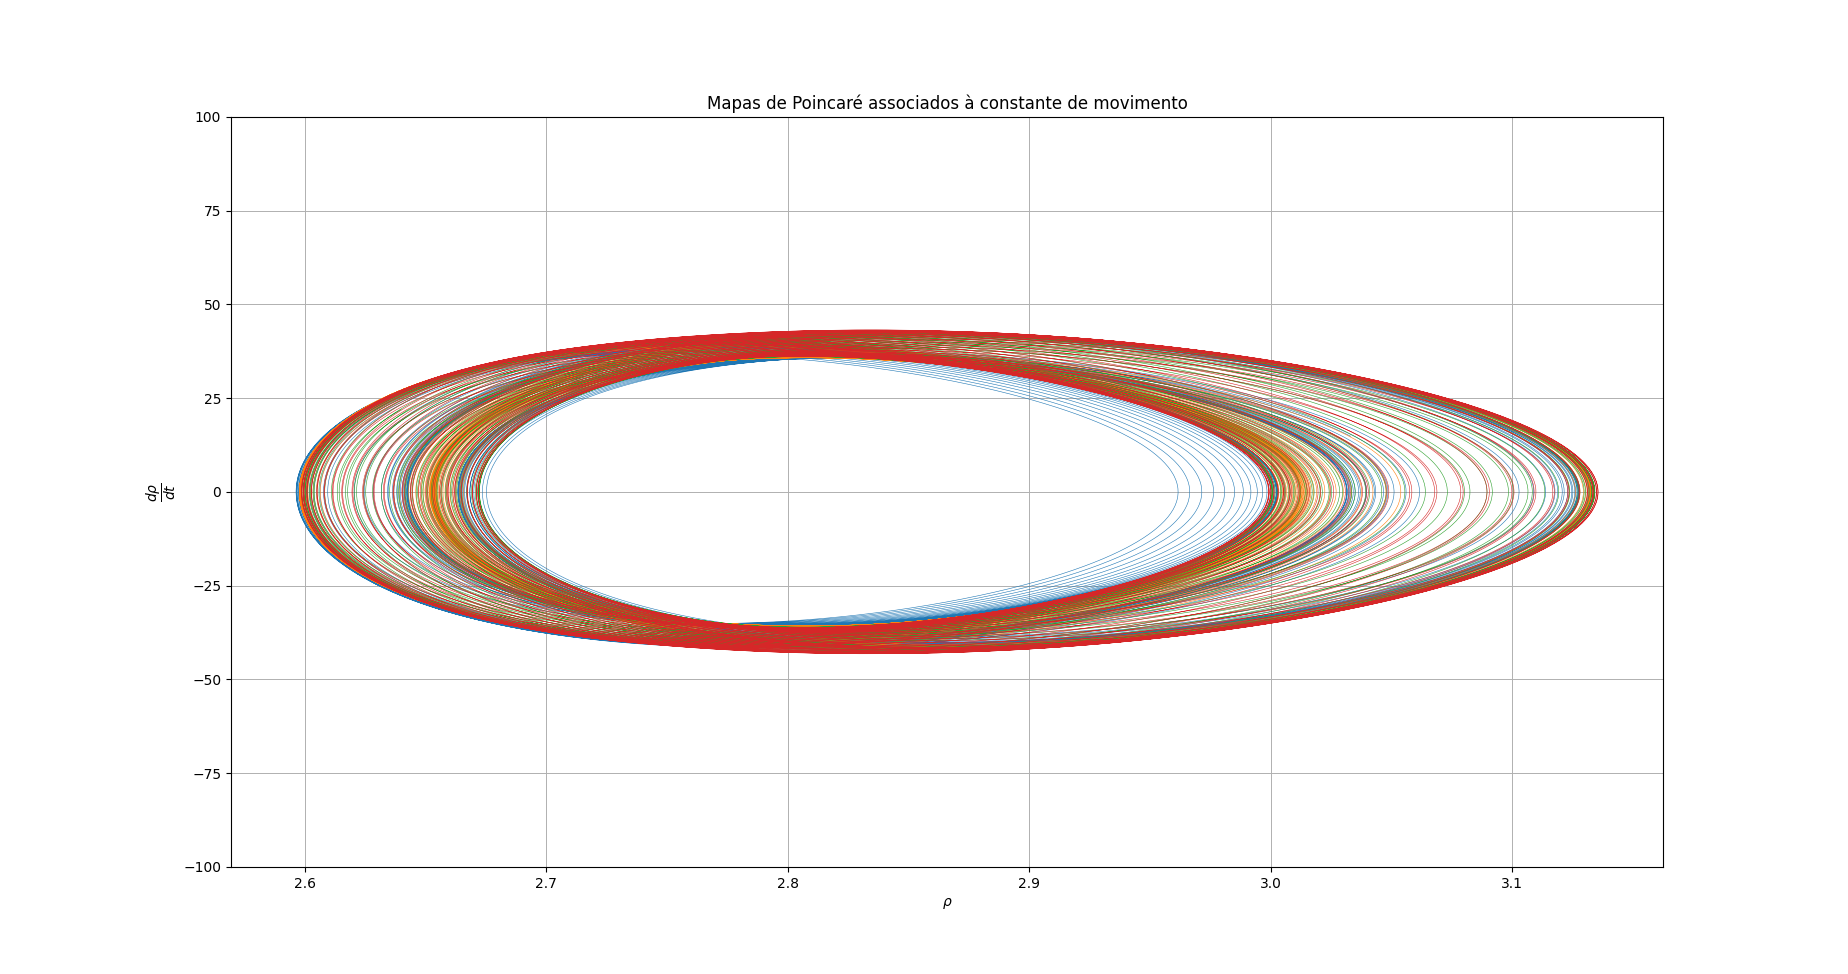 Mapas de Poincaré associados à constante de movimento
100
75
50
25
0
−25
−50
−75
−100
dρ
dt
2.6 2.7 2.8 2.9 3.0 3.1
ρ